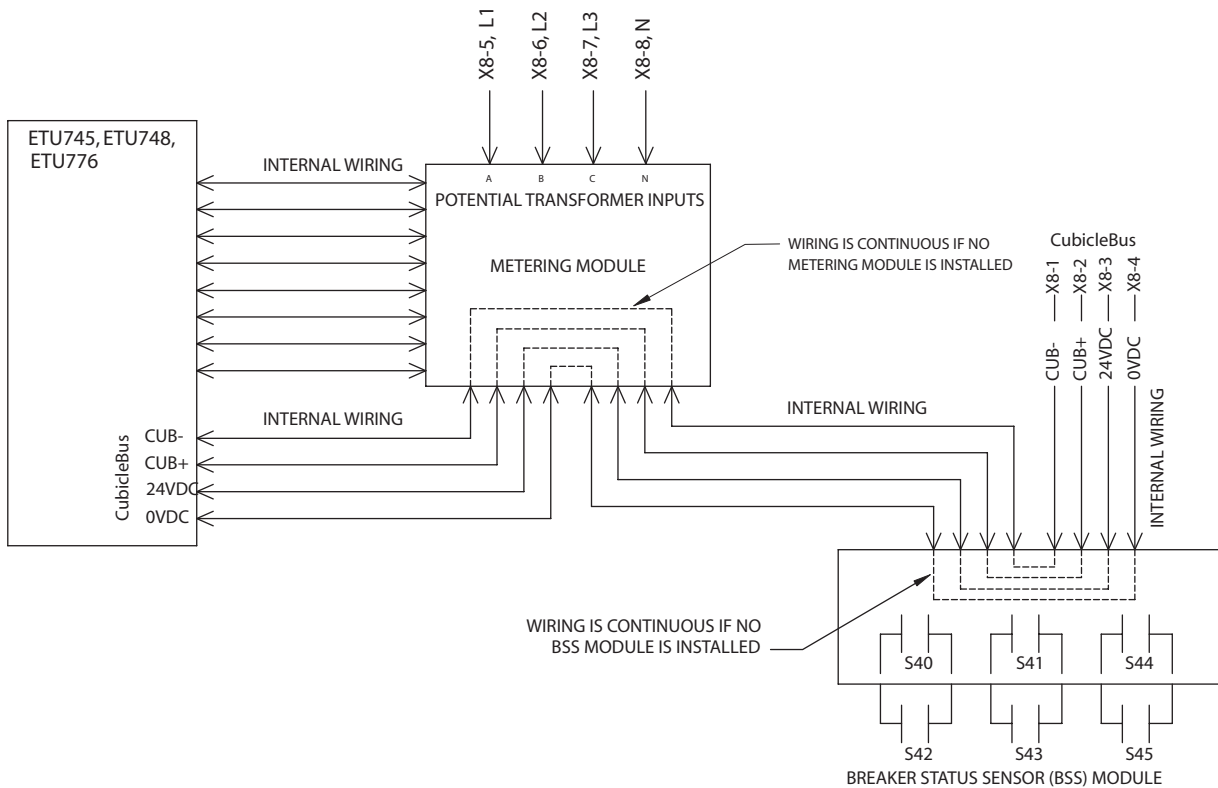 X8-5, L1
X8-6, L2
X8-7, L3
X8-8, N
ETU745, ETU748,
ETU776
INTERNAL WIRING
A
B
C
N
POTENTIAL TRANSFORMER INPUTS
METERING MODULE
WIRING IS CONTINUOUS IF NO
METERING MODULE IS INSTALLED
CubicleBus
X8-1
X8-2
X8-3
X8-4
CUB-
CUB+
24VDC
0VDC
INTERNAL WIRING
INTERNAL WIRING
INTERNAL WIRING
CubicleBus
CUB-
CUB+
24VDC
0VDC
WIRING IS CONTINUOUS IF NO
BSS MODULE IS INSTALLED
S40
S41
S44
S42
S43
S45
BREAKER STATUS SENSOR (BSS) MODULE